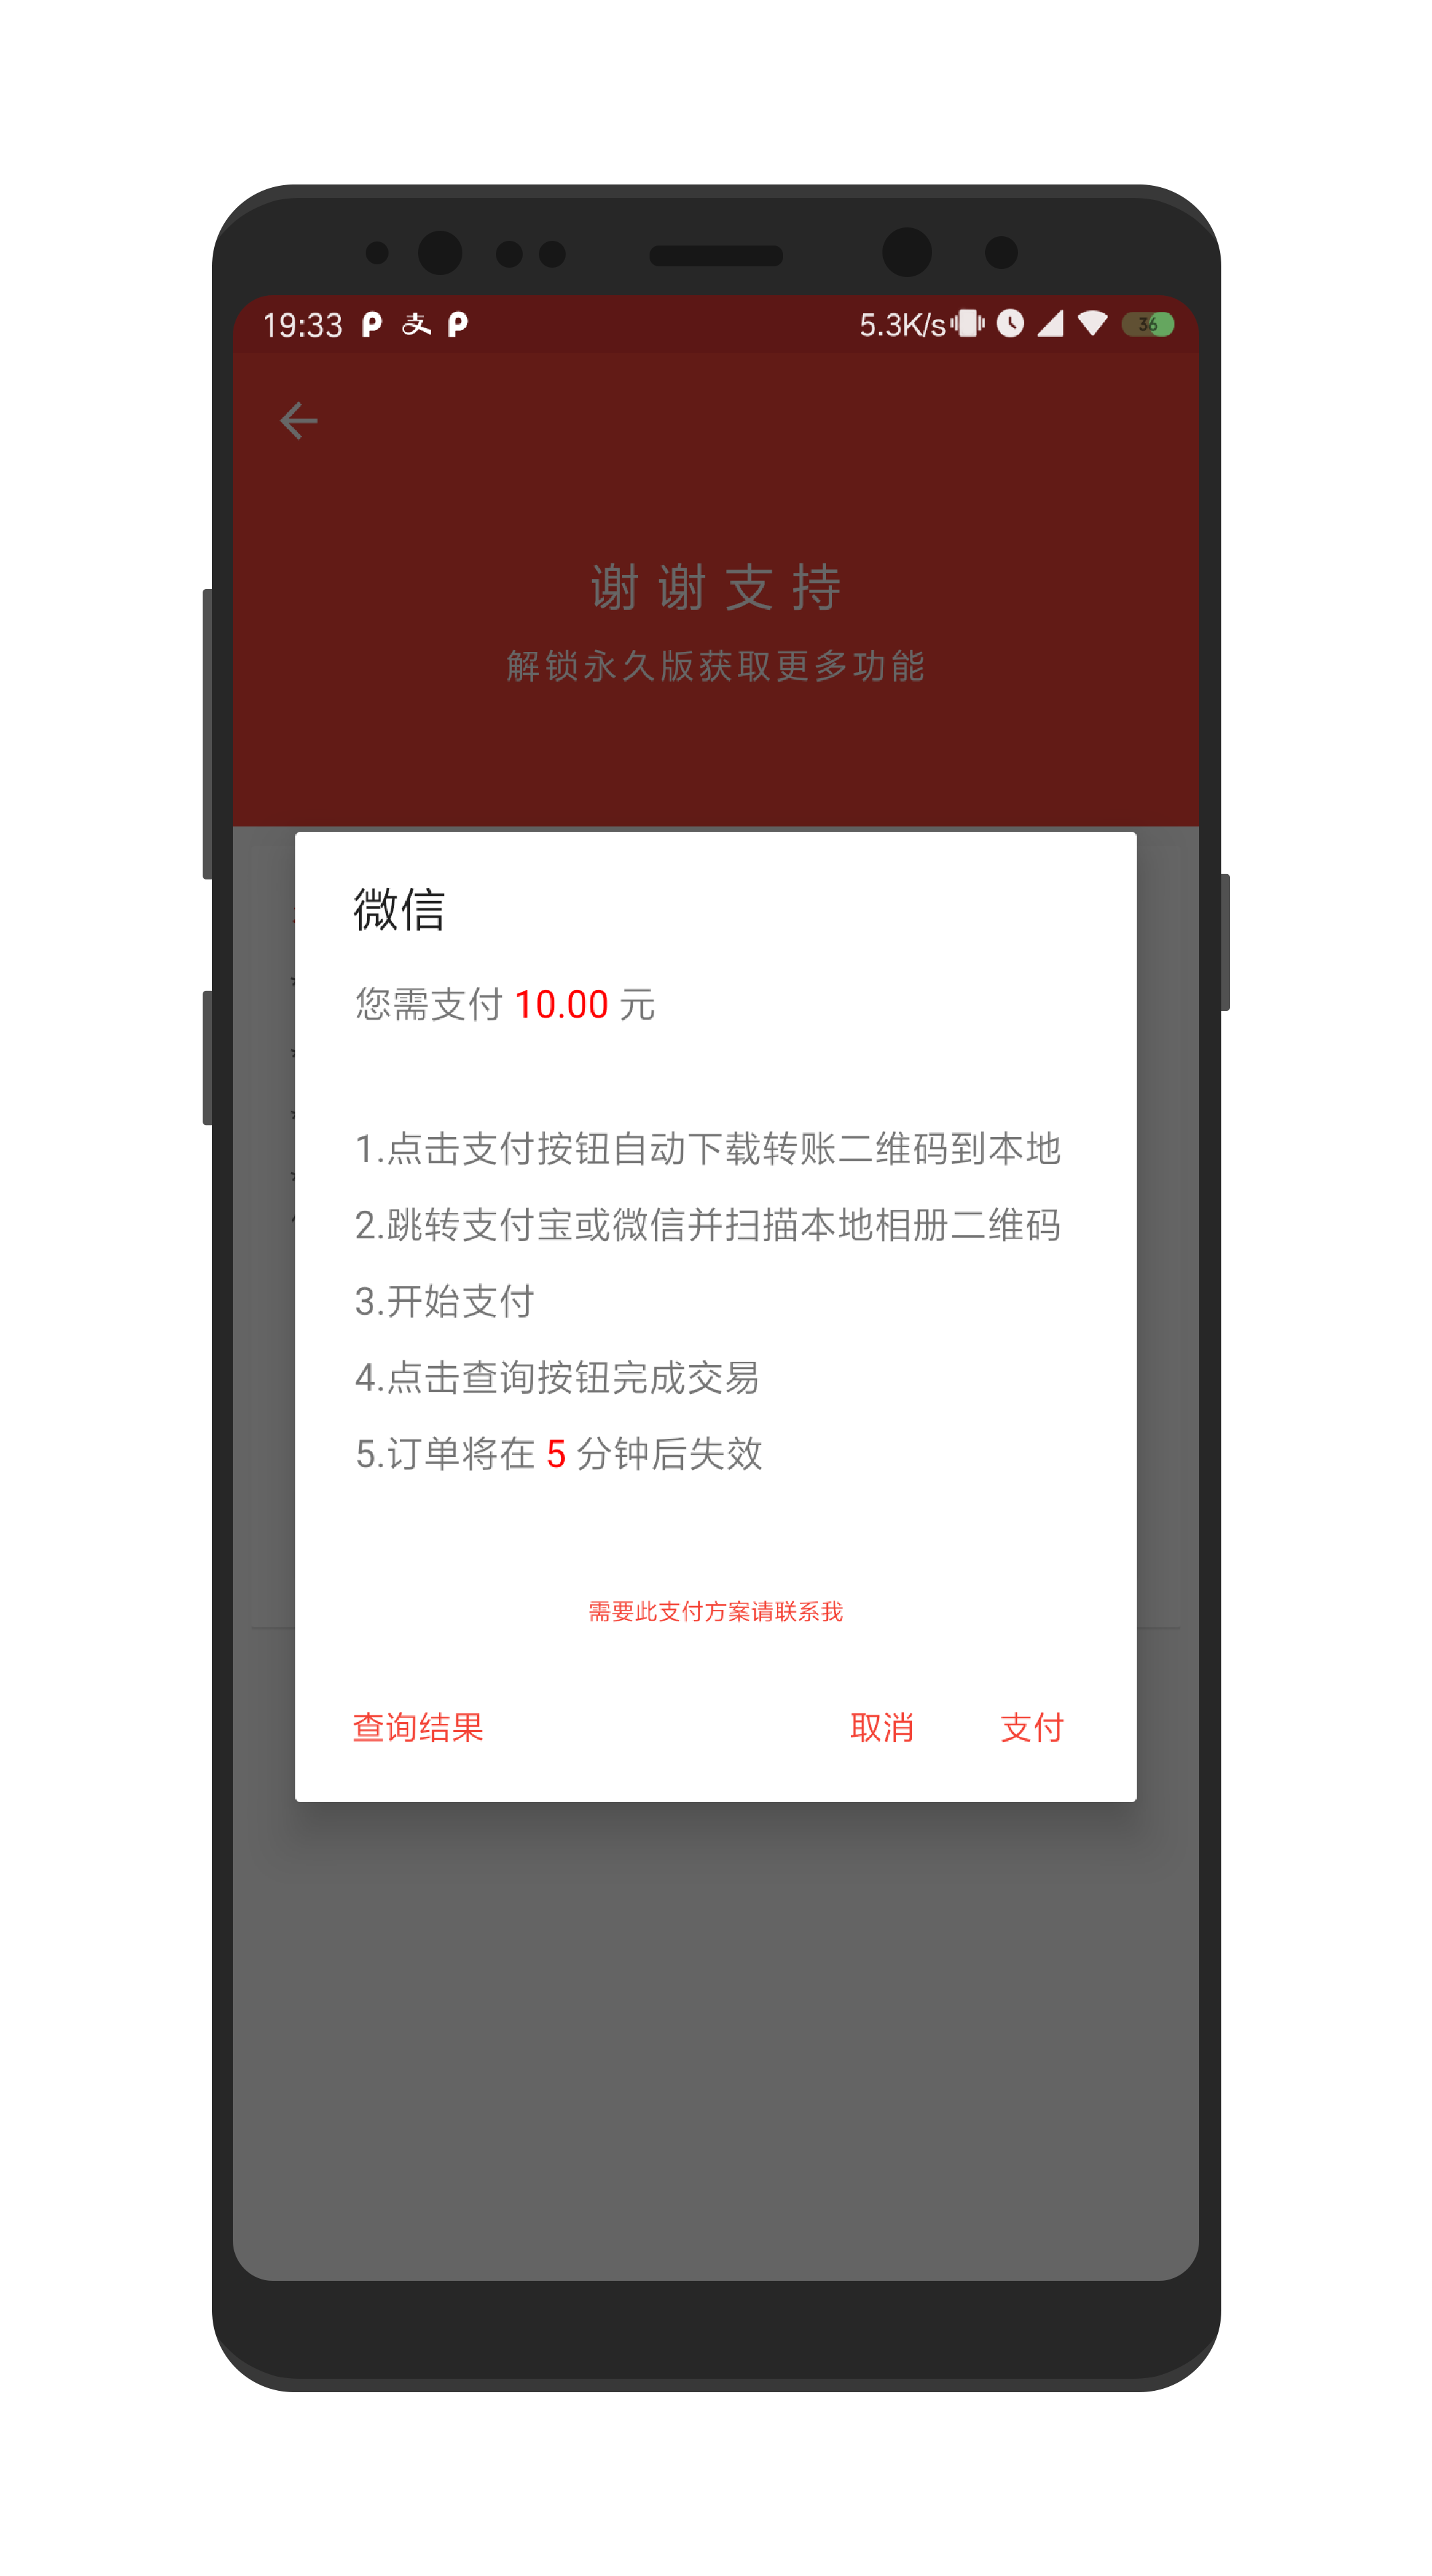 19:33 支 5.3K/s 36
谢谢支持
解锁永久版获取更多功能
微信
您需支付 10.00 元
1.点击支付按钮自动下载转账二维码到本地
2.跳转支付宝或微信并扫描本地相册二维码
3.开始支付
4.点击查询按钮完成交易
5.订单将在 5 分钟后失效
需要此支付方案请联系我
查询结果 取消 支付